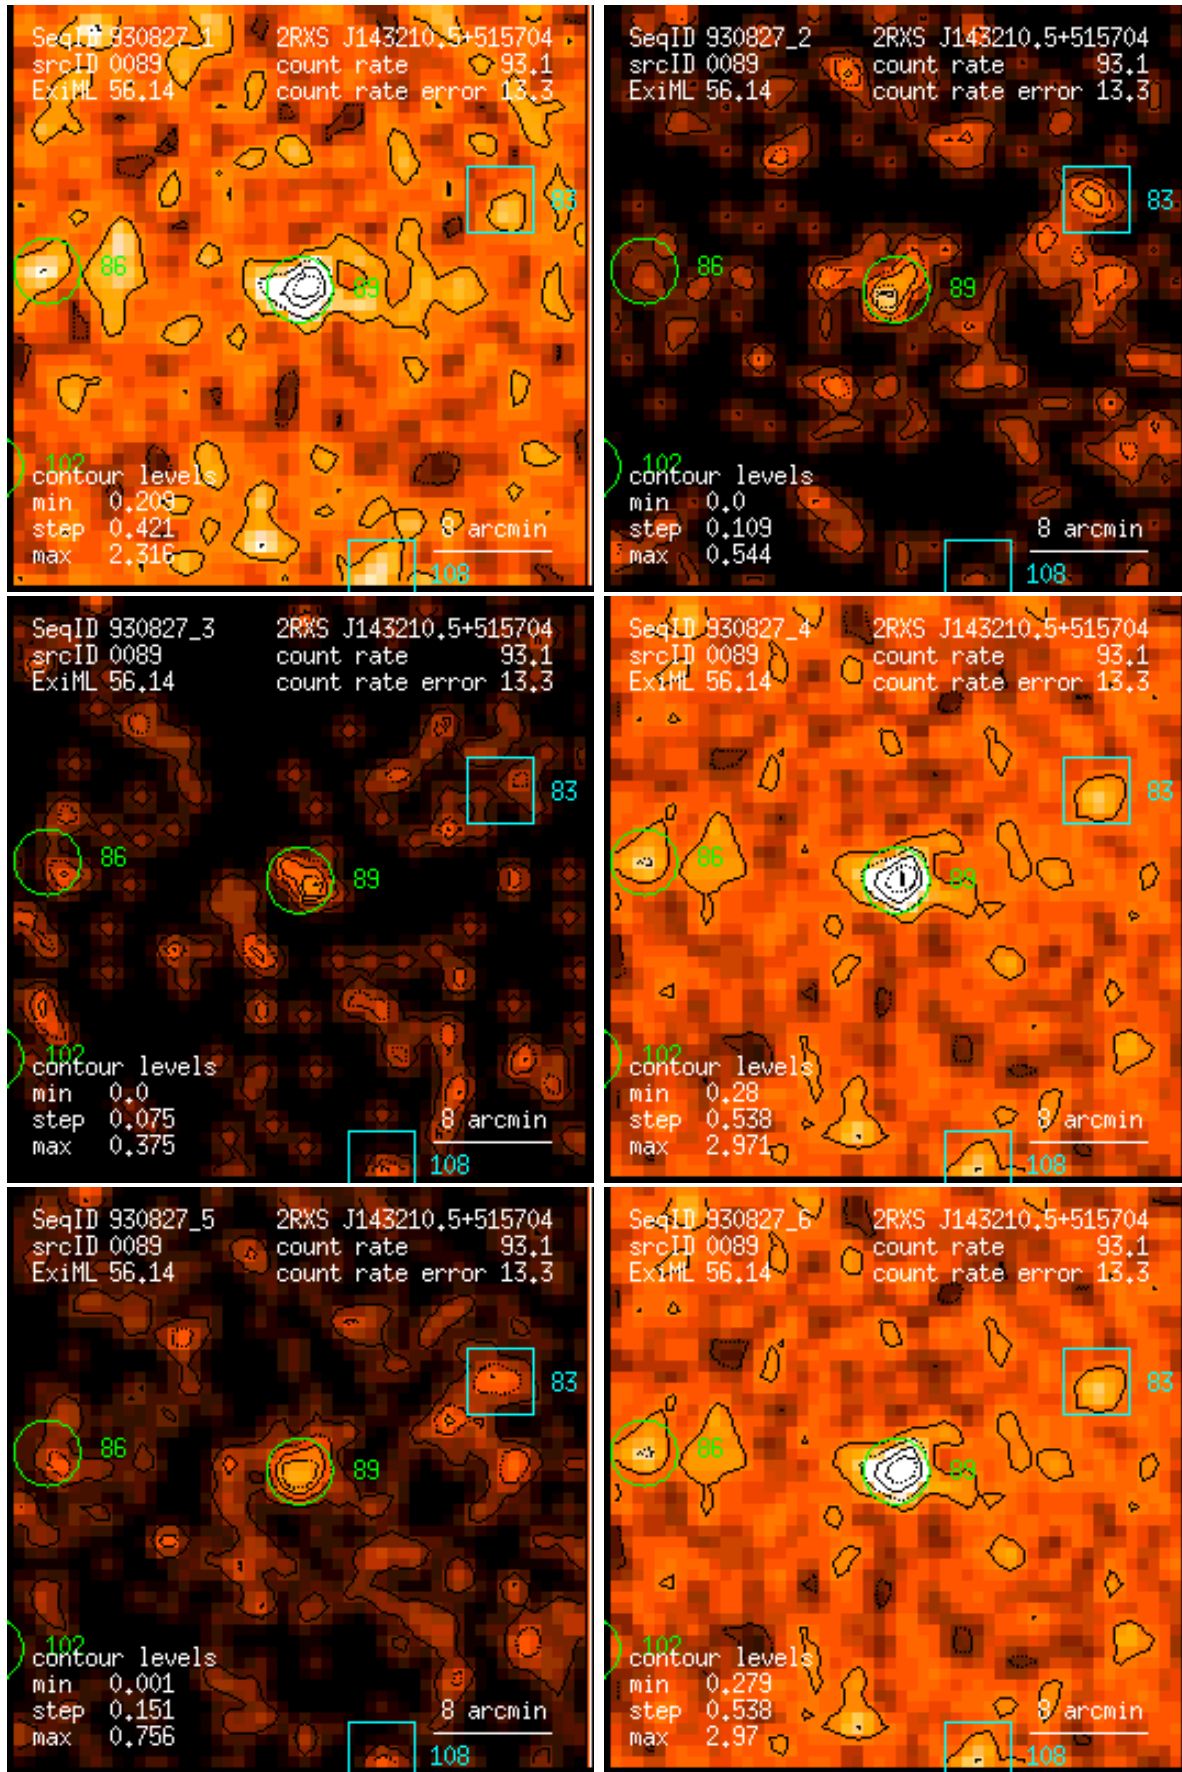 SeqID 930827_1 2RXS J143210.5+515704
srcID 0089 count rate 93.1
ExiML 56.14 count rate error 13.3
83
86
89
102
contour levels
min 0.209
step 0.421 8 arcmin
max 2.316
108
SeqID 930827_2 2RXS J143210.5+515704
srcID 0089 count rate 93.1
ExiML 56.14 count rate error 13.3
83
86
89
102
contour levels
min 0.0
step 0.109 8 arcmin
max 0.544
108
SeqID 930827_3 2RXS J143210.5+515704
srcID 0089 count rate 93.1
ExiML 56.14 count rate error 13.3
83
86
89
102
contour levels
min 0.0
step 0.075 8 arcmin
max 0.375
108
SeqID 930827_4 2RXS J143210.5+515704
srcID 0089 count rate 93.1
ExiML 56.14 count rate error 13.3
83
86
89
102
contour levels
min 0.28
step 0.538 8 arcmin
max 2.971
108
SeqID 930827_5 2RXS J143210.5+515704
srcID 0089 count rate 93.1
ExiML 56.14 count rate error 13.3
83
86
89
102
contour levels
min 0.001
step 0.151 8 arcmin
max 0.756
108
SeqID 930827_6 2RXS J143210.5+515704
srcID 0089 count rate 93.1
ExiML 56.14 count rate error 13.3
83
86
89
102
contour levels
min 0.279
step 0.538 8 arcmin
max 2.97
108